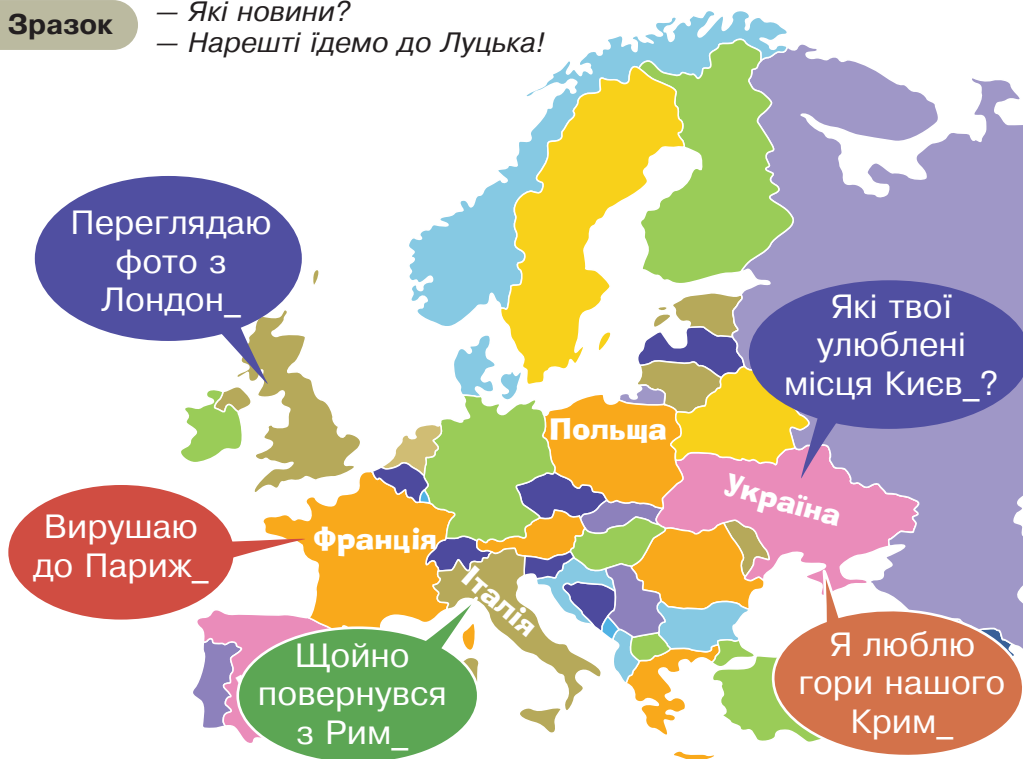 Зразок
— Які новини?
— Нарешті їдемо до Луцька!
Переглядаю
фото з
Лондон_
Які твої
улюблені
місця Києв_?
Польща
Україна
Вирушаю
до Париж_
Франція
Італія
Щойно
повернувся
з Рим_
Я люблю
гори нашого
Крим_